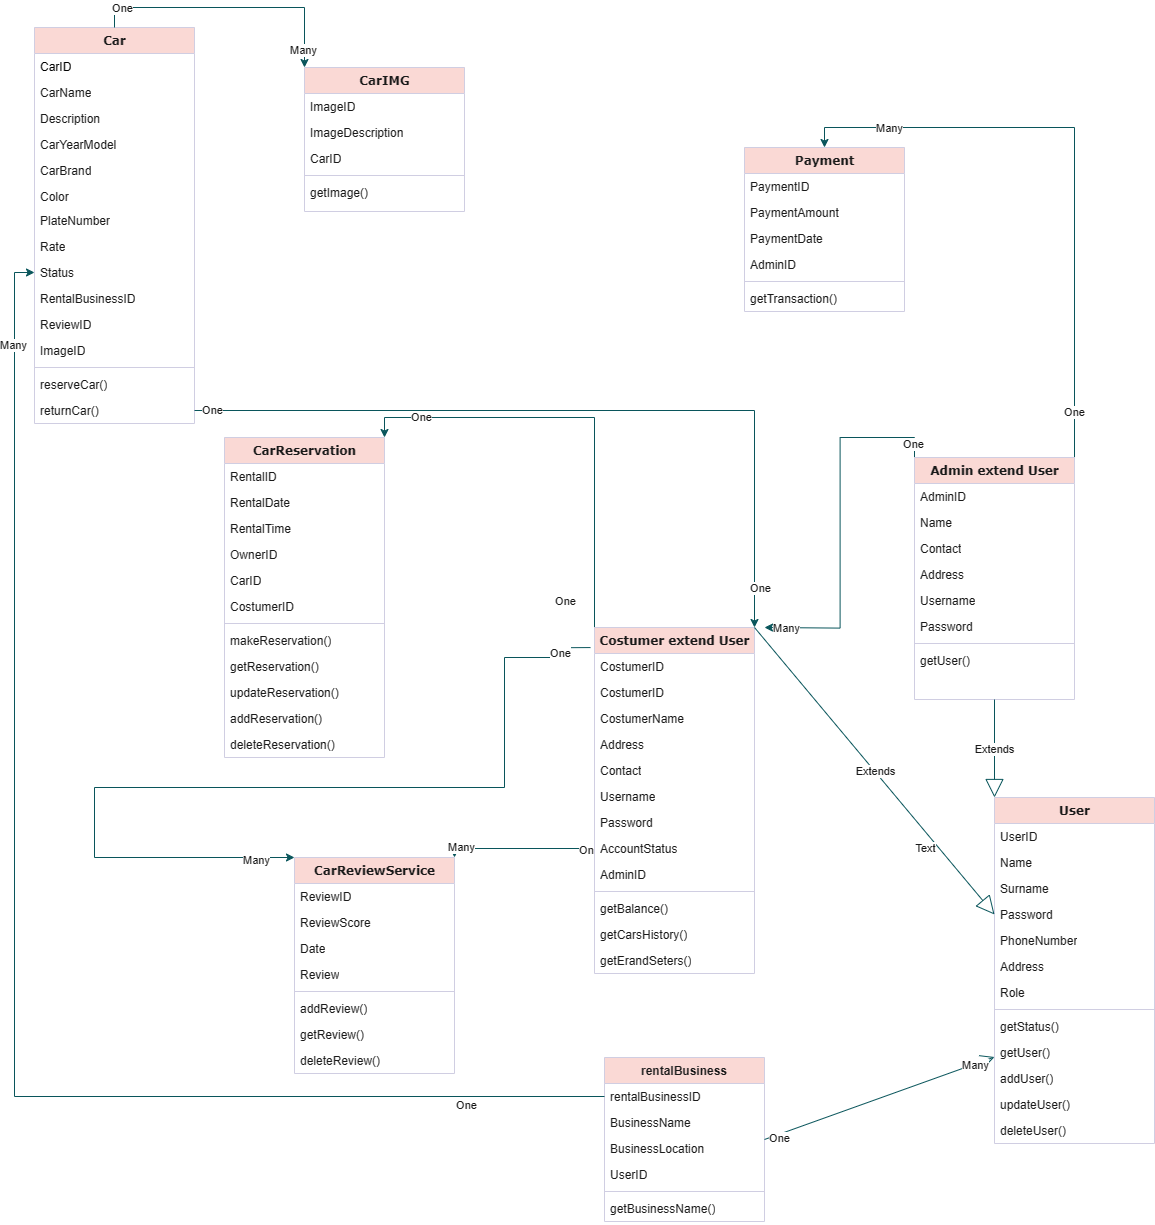 One
Car
CarID
CarName
Description
CarYearModel
CarBrand
Color
PlateNumber
Rate
Status
RentalBusinessID
ReviewID
ImageID
reserveCar()
returnCar()
Many
CarIMG
ImageID
ImageDescription
CarID
getImage()
Many
Payment
PaymentID
PaymentAmount
PaymentDate
AdminID
getTransaction()
One
Many
One
One
CarReservation
RentalID
RentalDate
RentalTime
OwnerID
CarID
CostumerID
makeReservation()
getReservation()
updateReservation()
addReservation()
deleteReservation()
One
Admin extend User
AdminID
Name
Contact
Address
Username
Password
getUser()
One
One
Many
One
Costumer extend User
CostumerID
CostumerID
CostumerName
Address
Contact
Username
Password
AccountStatus
AdminID
getBalance()
getCarsHistory()
getErandSeters()
Extends
Extends
Text
User
UserID
Name
Surname
Password
PhoneNumber
Address
Role
getStatus()
getUser()
addUser()
updateUser()
deleteUser()
Many
Many
On
CarReviewService
ReviewID
ReviewScore
Date
Review
addReview()
getReview()
deleteReview()
One
rentalBusiness
rentalBusinessID
BusinessName
BusinessLocation
UserID
getBusinessName()
Many
One